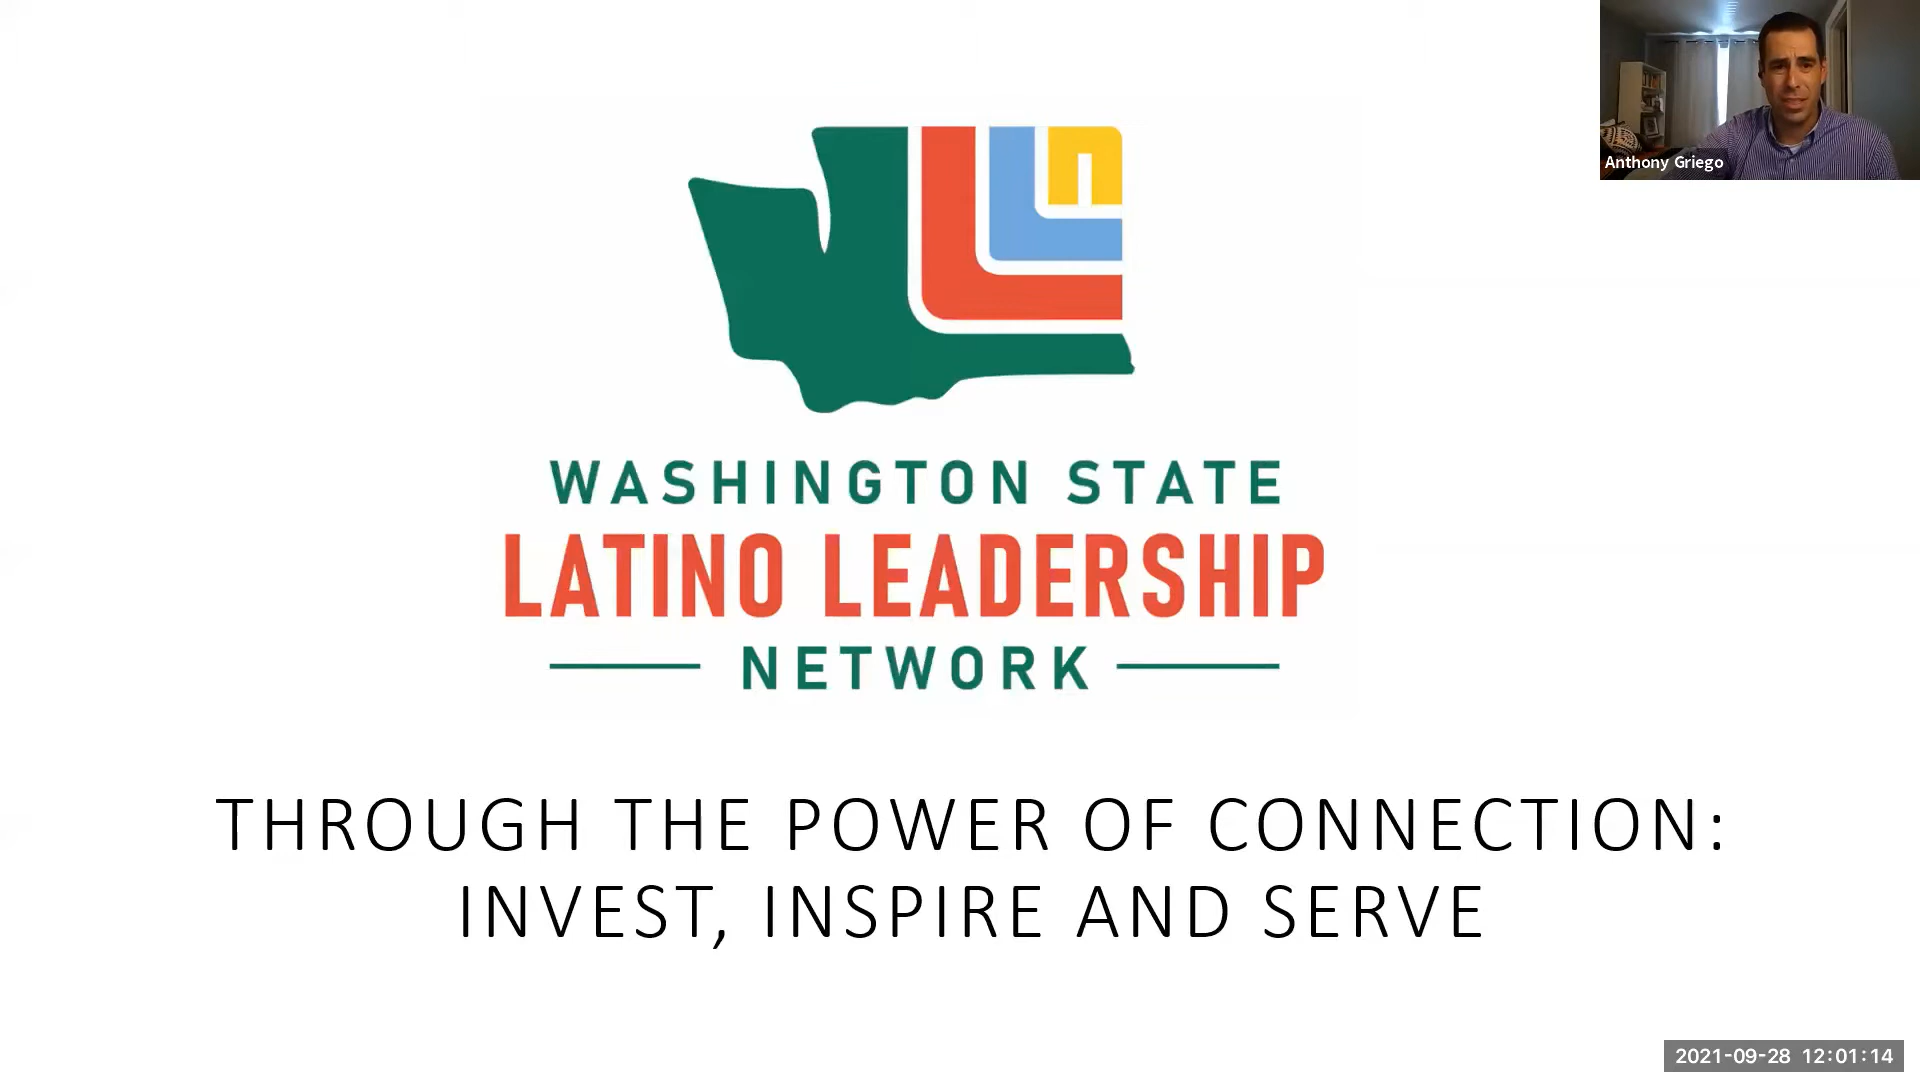 Anthony Griego
WASHINGTON STATE
LATINO LEADERSHIP
NETWORK
THROUGH THE POWER OF CONNECTION:
INVEST, INSPIRE AND SERVE
2021-09-28 12:01:14